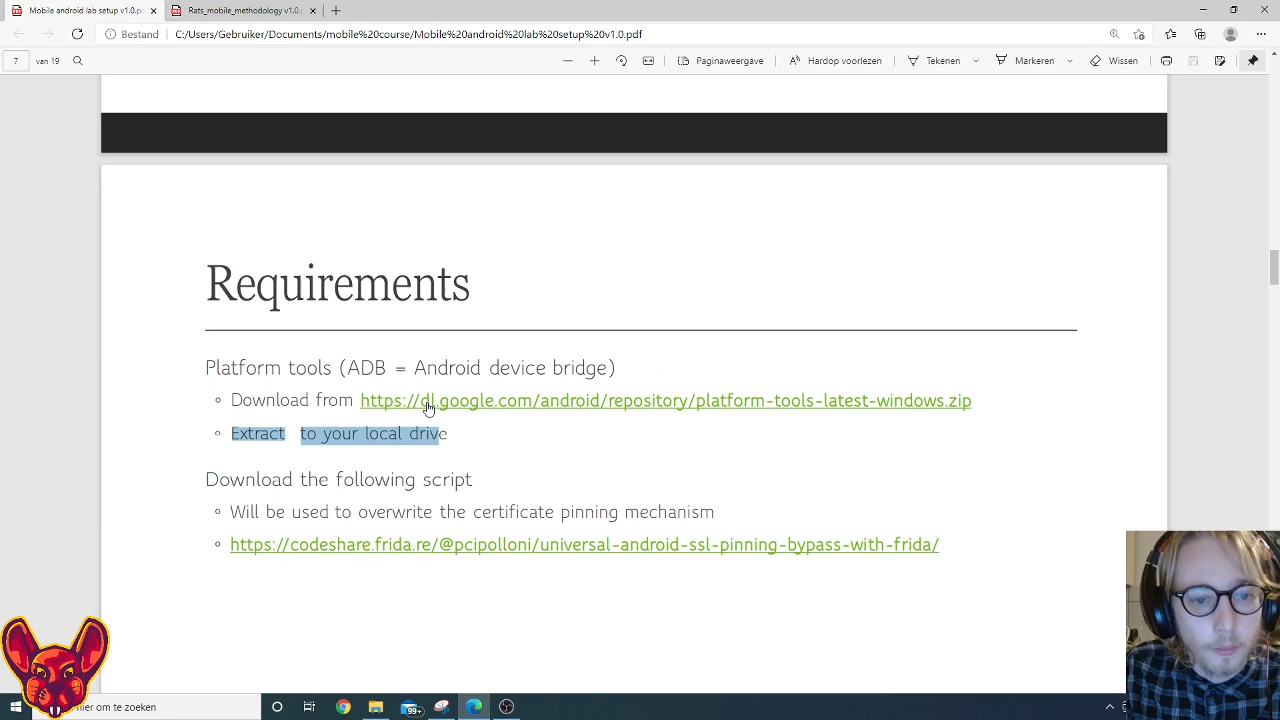 Mobile android lab setup v1.0.pd
Rats_mobile_methodology v1.0.p
Bestand
C:/Users/Gebruiker/Documents/mobile%20course/Mobile%20android%20lab%20setup%20v1.0.pdf
7 van 19
Paginaweergave
Hardop voorlezen
Tekenen
Markeren
Wissen
Requirements
Platform tools (ADB = Android device bridge)
Download from https://dl.google.com/android/repository/platform-tools-latest-windows.zip
Extract to your local drive
Download the following script
Will be used to overwrite the certificate pinning mechanism
https://codeshare.frida.re/@pcipolloni/universal-android-ssl-pinning-bypass-with-frida/
hier om te zoeken
99+